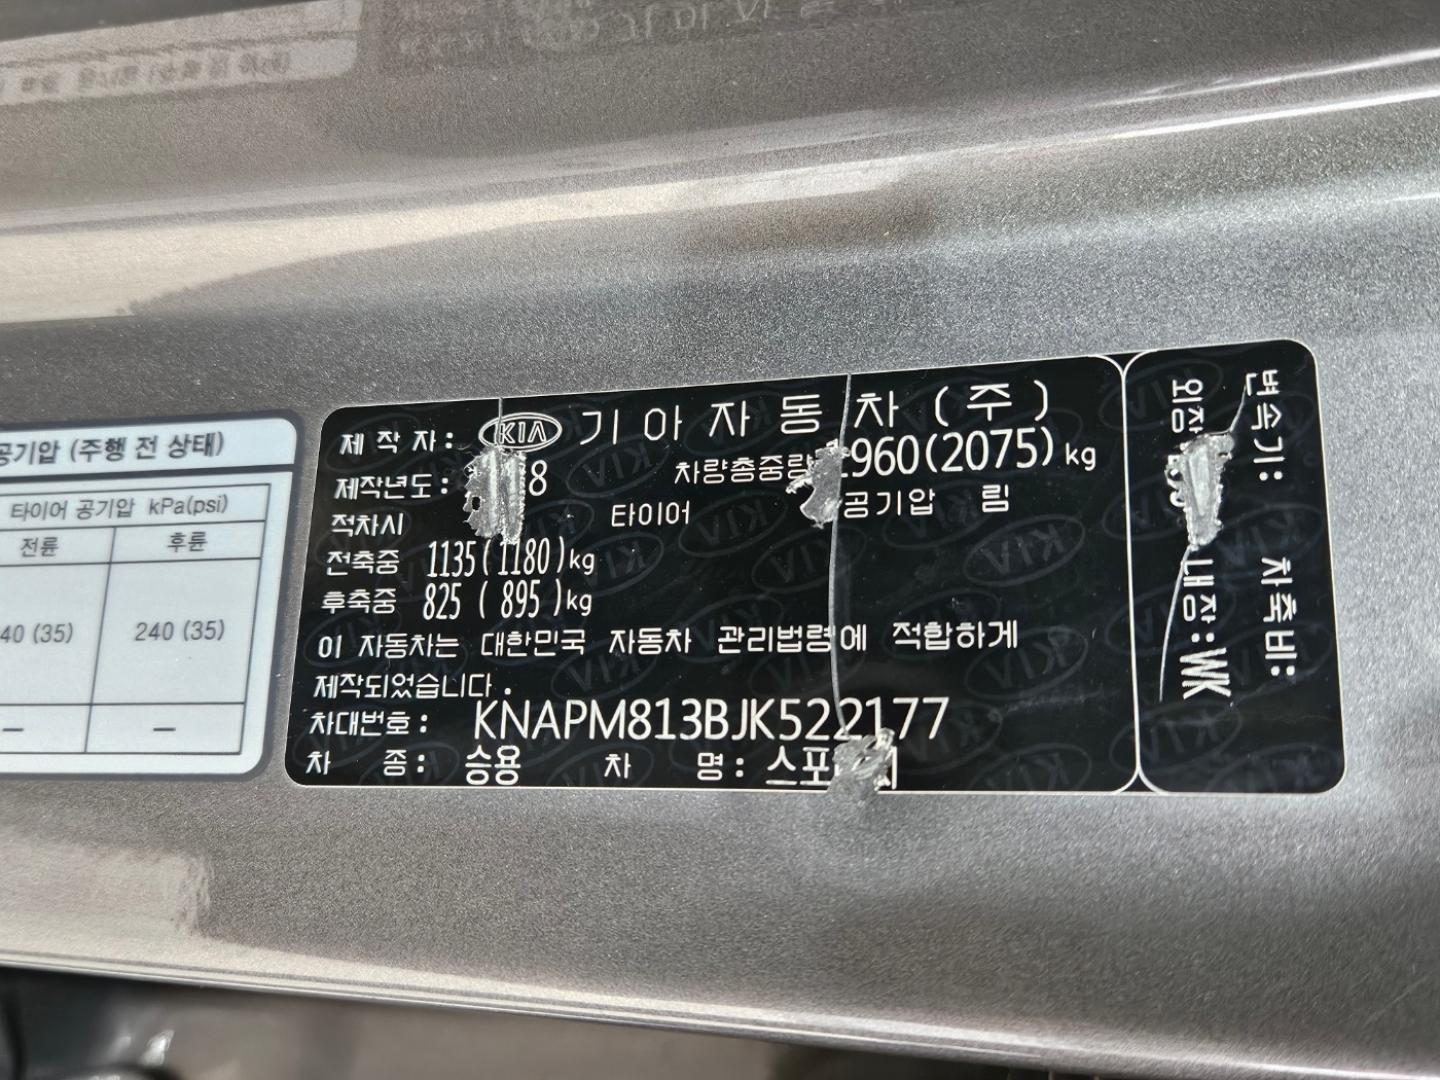 공기압 (주행 전 상태)
타이어 공기압 kPa(psi)
전륜 후륜
40 (35) 240 (35)
– –
제작자: KIA 기아자동차(주)
제작년도: 8 차량총중량 960(2075)kg
적차시 타이어 공기압 림
전축중 1135(1180)kg
후축중 825 ( 895 )kg
이 자동차는 대한민국 자동차 관리법령에 적합하게
제작되었습니다.
차대번호: KNAPM813BJK522177
차 종: 승용 차 명: 스포
변속기: 차축비:
외장 내장:WK